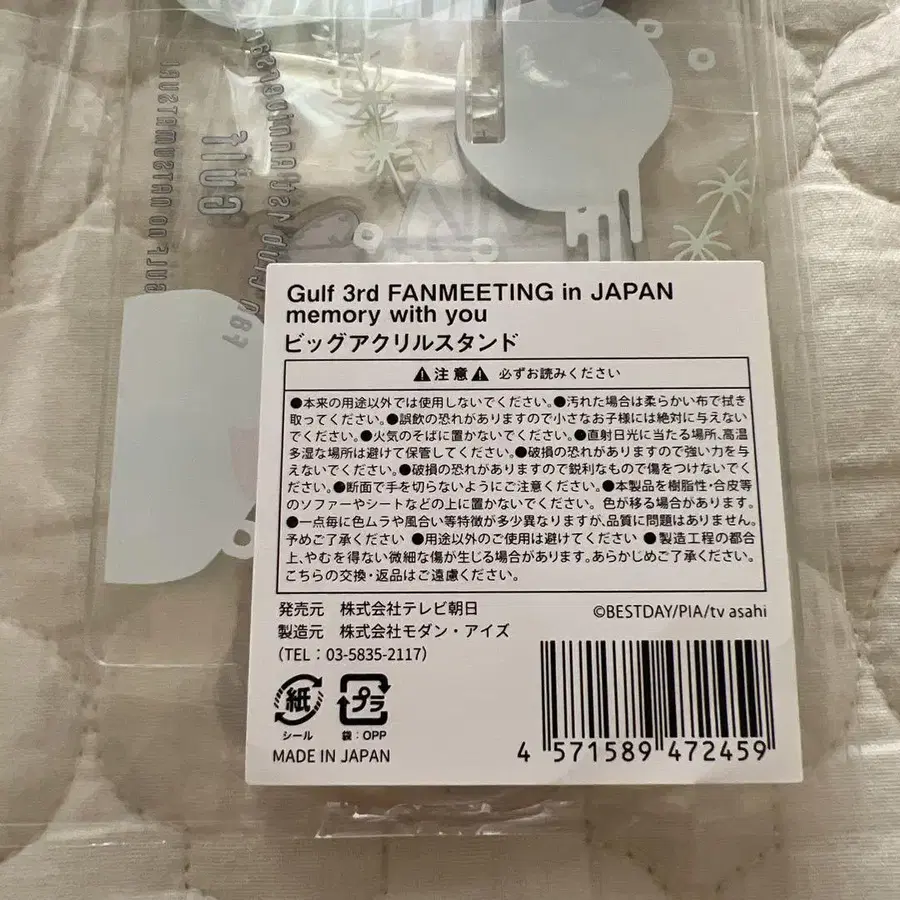 Gulf 3rd FANMEETING in JAPAN
memory with you
ビッグアクリルスタンド
⚠注意⚠ 必ずお読みください
●本来の用途以外では使用しないでください。●汚れた場合は柔らかい布で拭き
取ってください。●誤飲の恐れがありますので小さなお子様には絶対に与えない
でください。●火気のそばに置かないでください。●直射日光に当たる場所、高温
多湿な場所は避けて保管してください。●破損の恐れがありますので強い力を与
えないでください。●破損の恐れがありますので鋭利なもので傷をつけないでくだ
さい。●断面で手を切らないようにご注意ください。●本製品を樹脂性・合皮等
のソファーやシートなどの上に置かないでください。色が移る場合があります。
●一点毎に色ムラや風合い等特徴が多少異なりますが、品質に問題はありません。
予めご了承ください ●用途以外のご使用は避けてください ●製造工程の都合
上、やむを得ない微細な傷が生じる場合があります。あらかじめご了承ください。
こちらの交換・返品はご遠慮ください。
発売元 株式会社テレビ朝日
©BESTDAY/PIA/tv asahi
製造元 株式会社モダン・アイズ
(TEL：03-5835-2117)
紙
プラ
シール
袋：OPP
MADE IN JAPAN
4 571589 472459